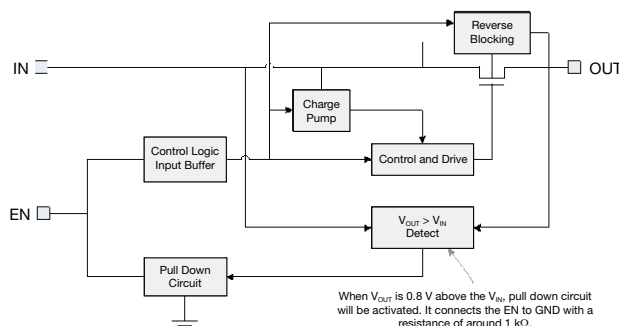 Reverse
Blocking
IN
OUT
Charge
Pump
Control Logic
Input Buffer
Control and Drive
EN
VOUT > VIN
Detect
Pull Down
Circuit
When VOUT is 0.8 V above the VIN, pull down circuit
will be activated. It connects the EN to GND with a
resistance of around 1 kΩ.